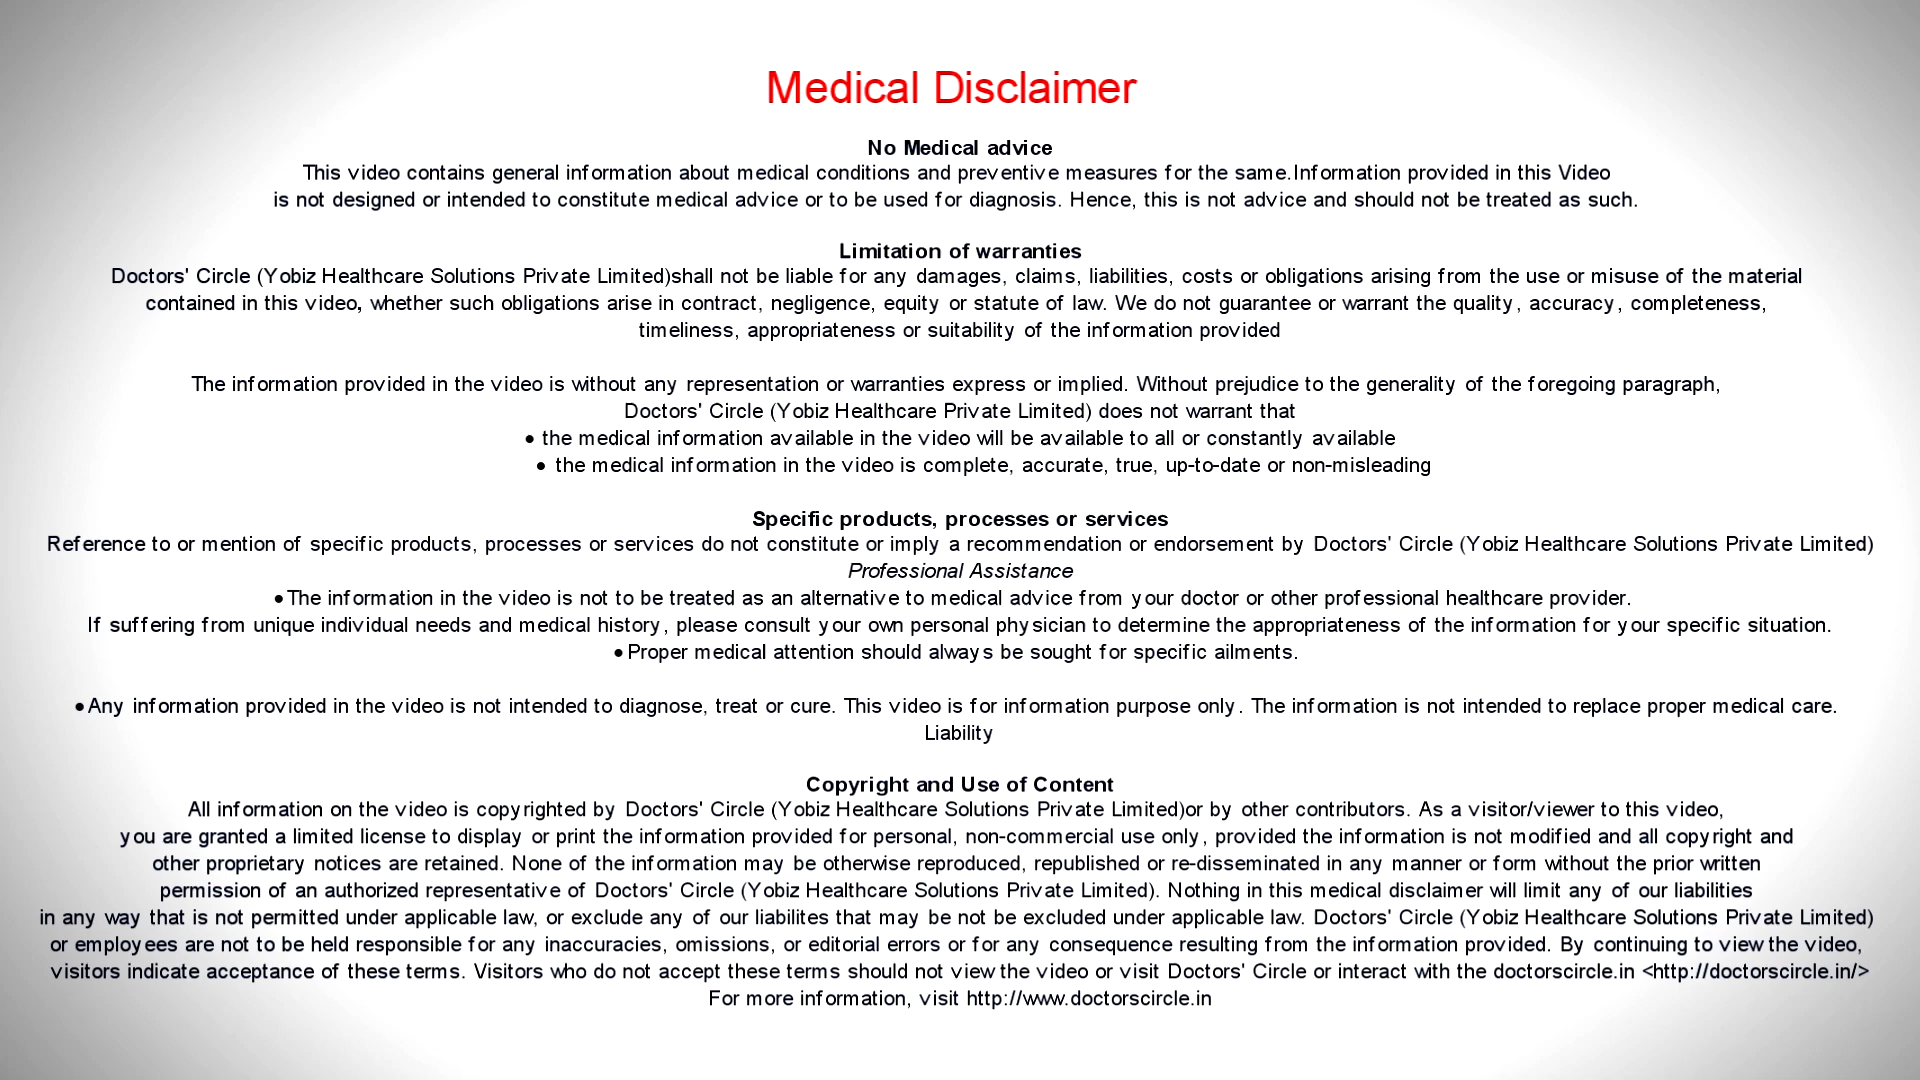 Medical Disclaimer
No Medical advice
This video contains general information about medical conditions and preventive measures for the same.Information provided in this Video
is not designed or intended to constitute medical advice or to be used for diagnosis. Hence, this is not advice and should not be treated as such.
Limitation of warranties
Doctors' Circle (Yobiz Healthcare Solutions Private Limited)shall not be liable for any damages, claims, liabilities, costs or obligations arising from the use or misuse of the material
contained in this video, whether such obligations arise in contract, negligence, equity or statute of law. We do not guarantee or warrant the quality, accuracy, completeness,
timeliness, appropriateness or suitability of the information provided
The information provided in the video is without any representation or warranties express or implied. Without prejudice to the generality of the foregoing paragraph,
Doctors' Circle (Yobiz Healthcare Private Limited) does not warrant that
• the medical information available in the video will be available to all or constantly available
• the medical information in the video is complete, accurate, true, up-to-date or non-misleading
Specific products, processes or services
Reference to or mention of specific products, processes or services do not constitute or imply a recommendation or endorsement by Doctors' Circle (Yobiz Healthcare Solutions Private Limited)
Professional Assistance
•The information in the video is not to be treated as an alternative to medical advice from your doctor or other professional healthcare provider.
If suffering from unique individual needs and medical history, please consult your own personal physician to determine the appropriateness of the information for your specific situation.
•Proper medical attention should always be sought for specific ailments.
•Any information provided in the video is not intended to diagnose, treat or cure. This video is for information purpose only. The information is not intended to replace proper medical care.
Liability
Copyright and Use of Content
All information on the video is copyrighted by Doctors' Circle (Yobiz Healthcare Solutions Private Limited)or by other contributors. As a visitor/viewer to this video,
you are granted a limited license to display or print the information provided for personal, non-commercial use only, provided the information is not modified and all copyright and
other proprietary notices are retained. None of the information may be otherwise reproduced, republished or re-disseminated in any manner or form without the prior written
permission of an authorized representative of Doctors' Circle (Yobiz Healthcare Solutions Private Limited). Nothing in this medical disclaimer will limit any of our liabilities
in any way that is not permitted under applicable law, or exclude any of our liabilites that may be not be excluded under applicable law. Doctors' Circle (Yobiz Healthcare Solutions Private Limited)
or employees are not to be held responsible for any inaccuracies, omissions, or editorial errors or for any consequence resulting from the information provided. By continuing to view the video,
visitors indicate acceptance of these terms. Visitors who do not accept these terms should not view the video or visit Doctors' Circle or interact with the doctorscircle.in <http://doctorscircle.in/>
For more information, visit http://www.doctorscircle.in